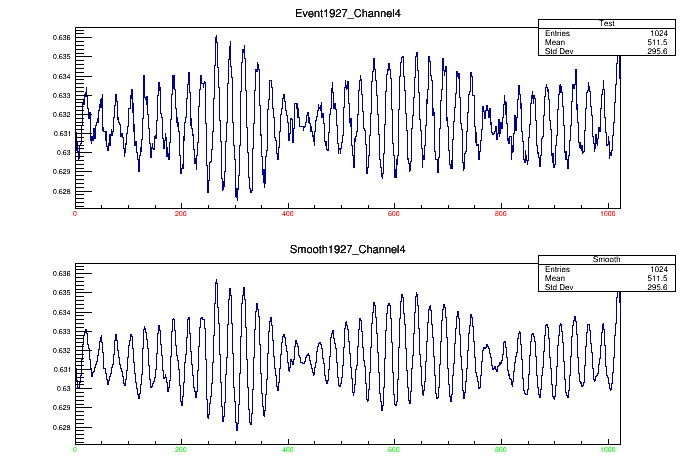 Event1927_Channel4
Test
Entries 1024
Mean 511.5
Std Dev 295.6
0.636
0.635
0.634
0.633
0.632
0.631
0.63
0.629
0.628
0 200 400 600 800 1000
Smooth1927_Channel4
Smooth
Entries 1024
Mean 511.5
Std Dev 295.6
0.636
0.635
0.634
0.633
0.632
0.631
0.63
0.629
0.628
0 200 400 600 800 1000